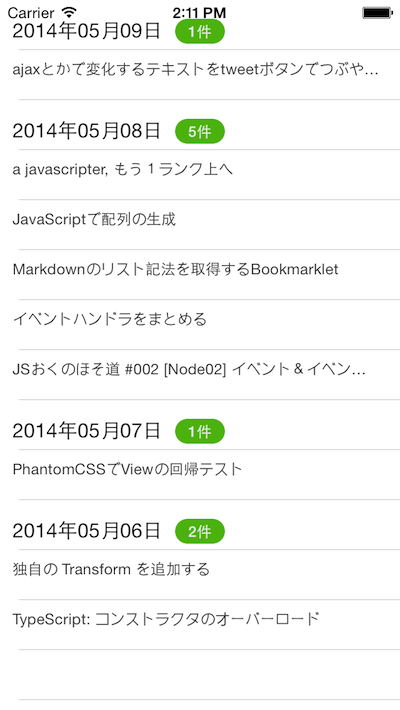 Carrier 2:11 PM
2014年05月09日 1件
ajaxとかで変化するテキストをtweetボタンでつぶや…
2014年05月08日 5件
a javascripter, もう１ランク上へ
JavaScriptで配列の生成
Markdownのリスト記法を取得するBookmarklet
イベントハンドラをまとめる
JSおくのほそ道 #002 [Node02] イベント＆イベン…
2014年05月07日 1件
PhantomCSSでViewの回帰テスト
2014年05月06日 2件
独自の Transform を追加する
TypeScript: コンストラクタのオーバーロード